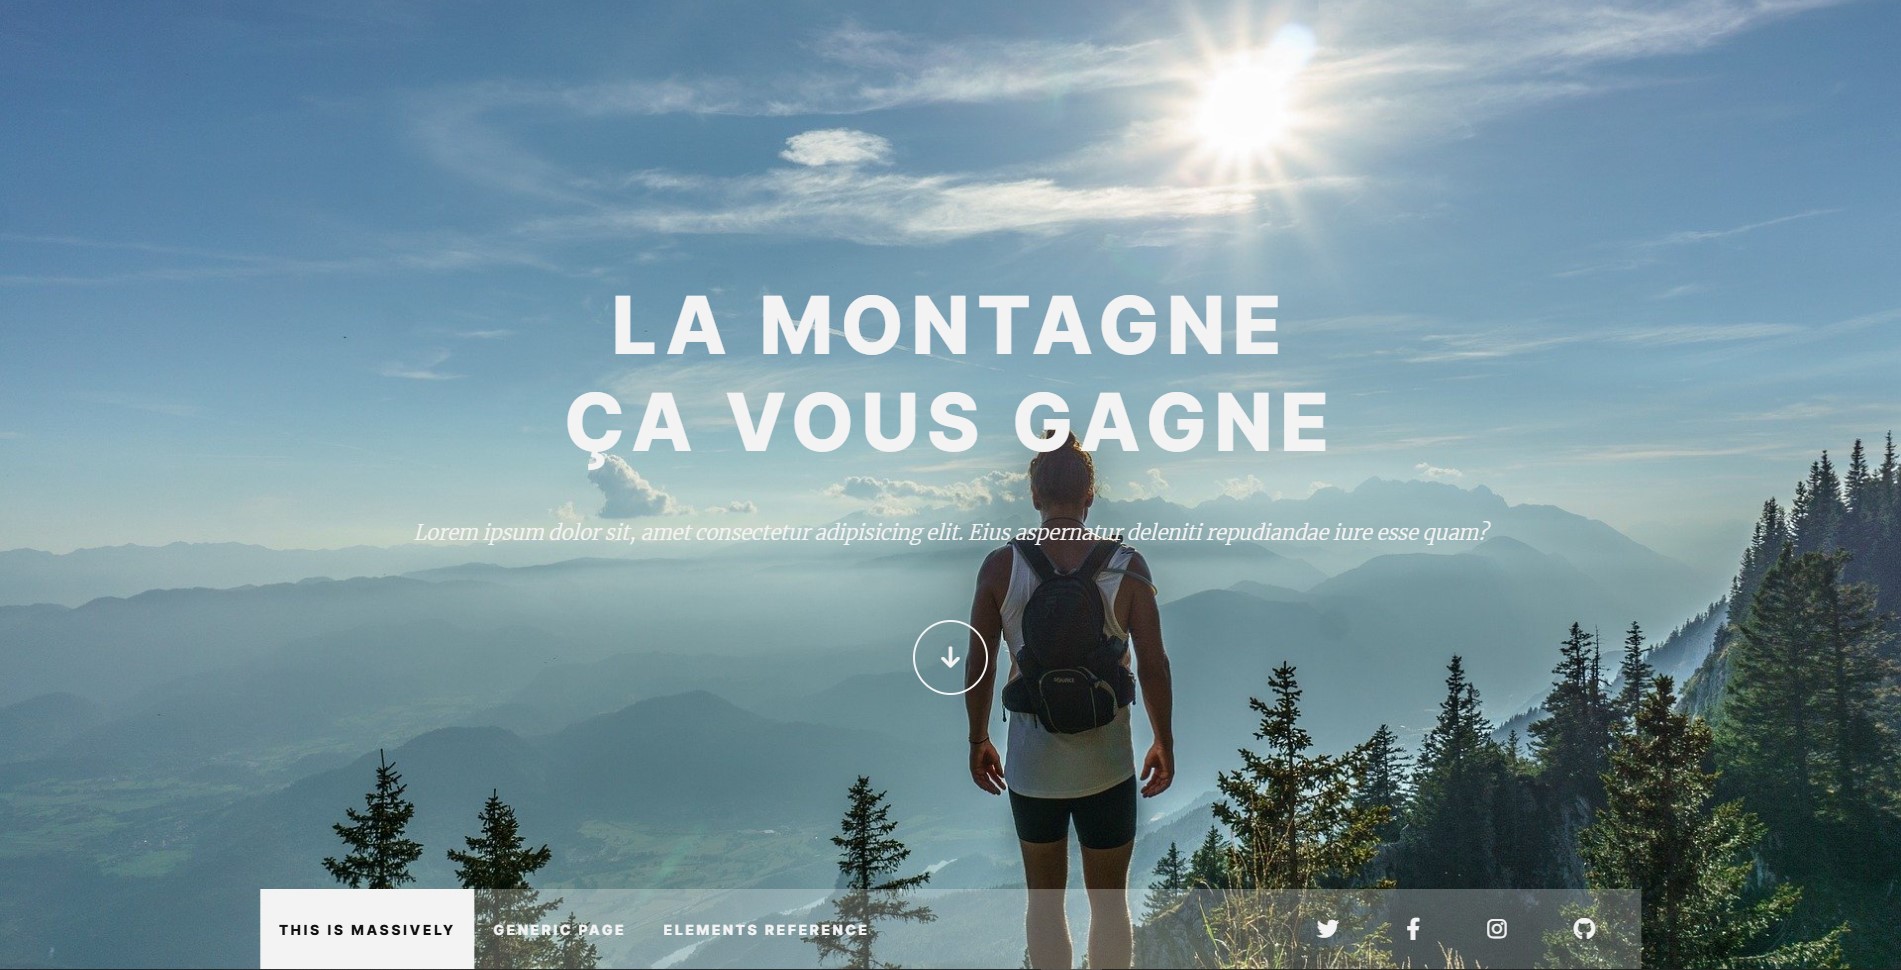 LA MONTAGNE
ÇA VOUS GAGNE
Lorem ipsum dolor sit, amet consectetur adipisicing elit. Eius aspernatur deleniti repudiandae iure esse quam?
THIS IS MASSIVELY GENERIC PAGE ELEMENTS REFERENCE